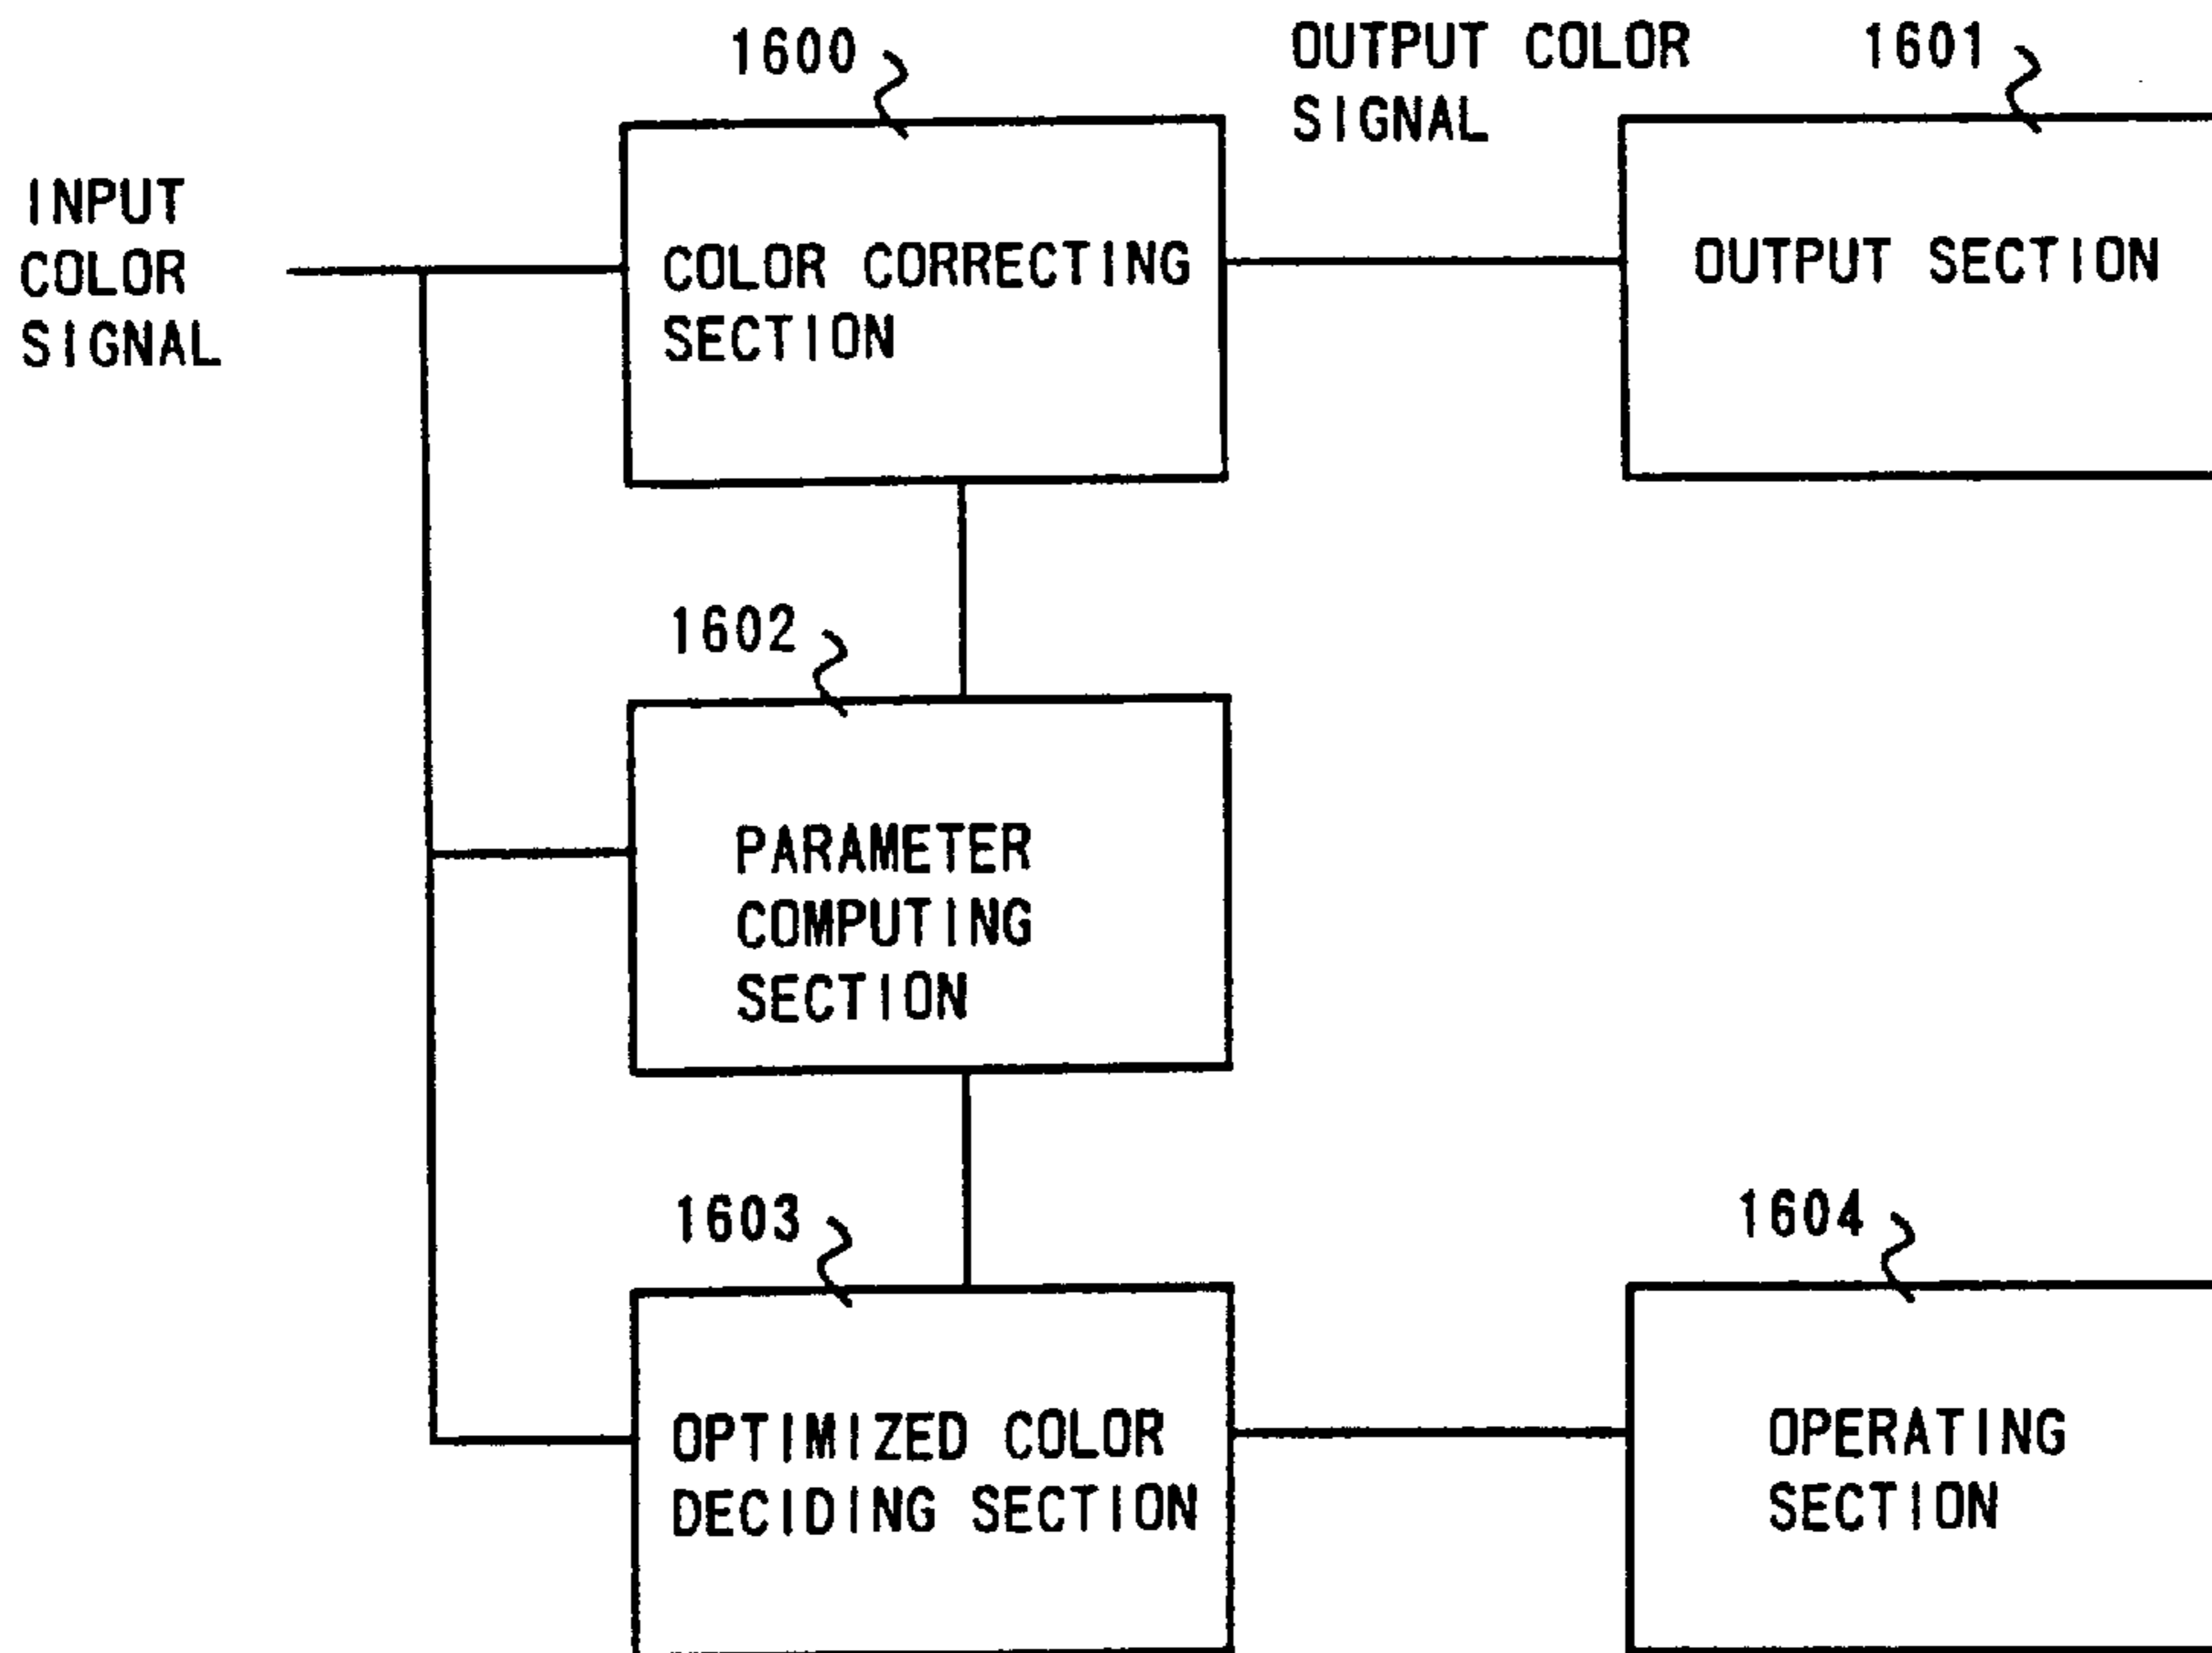 1600
OUTPUT COLOR
SIGNAL
1601
INPUT
COLOR
SIGNAL
COLOR CORRECTING
SECTION
OUTPUT SECTION
1602
PARAMETER
COMPUTING
SECTION
1603
1604
OPTIMIZED COLOR
DECIDING SECTION
OPERATING
SECTION